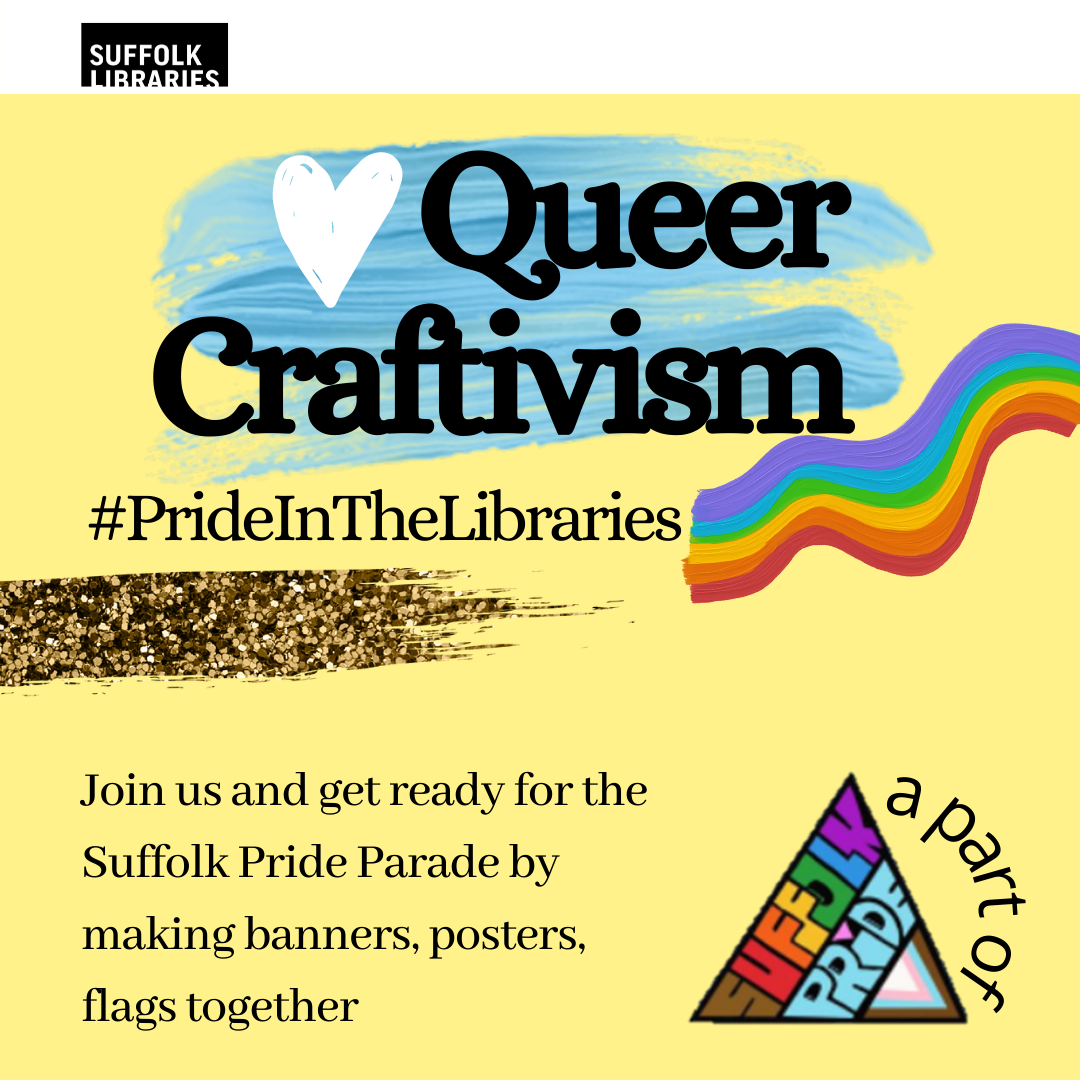 SUFFOLK
LIBRARIES
Queer
Craftivism
#PrideInTheLibraries
Join us and get ready for the
Suffolk Pride Parade by
making banners, posters,
flags together
SUFFOLK
PRIDE
a part of